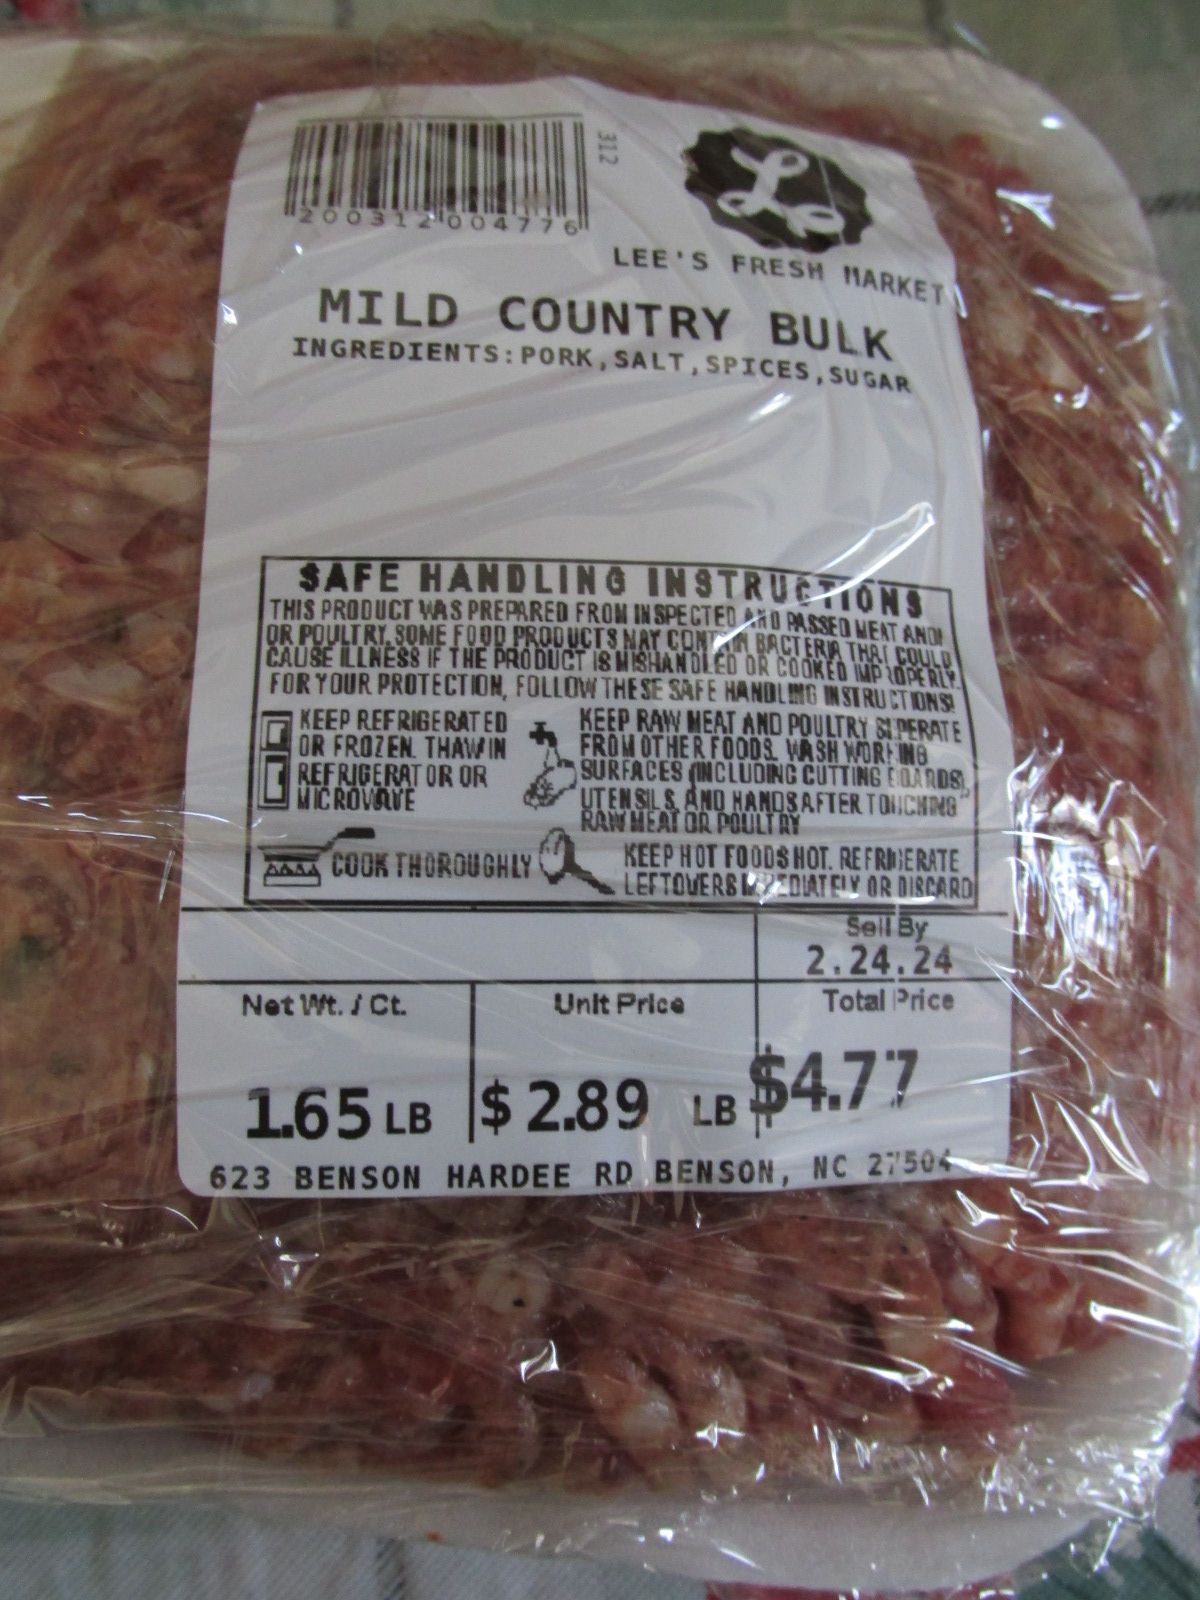 312
200312 004776
LEE'S FRESH MARKET
MILD COUNTRY BULK
INGREDIENTS:PORK,SALT,SPICES,SUGAR
SAFE HANDLING INSTRUCTIONS
THIS PRODUCT WAS PREPARED FROM INSPECTED AND PASSED MEAT AND/
OR POULTRY. SOME FOOD PRODUCTS MAY CONTAIN BACTERIA THAT COULD
CAUSE ILLNESS IF THE PRODUCT IS MISHANDLED OR COOKED IMPROPERLY.
FOR YOUR PROTECTION, FOLLOW THESE SAFE HANDLING INSTRUCTIONS!
KEEP REFRIGERATED
OR FROZEN. THAW IN
REFRIGERATOR OR
MICROWAVE
KEEP RAW MEAT AND POULTRY SEPERATE
FROM OTHER FOODS. WASH WORKING
SURFACES (INCLUDING CUTTING BOARDS),
UTENSILS AND HANDS AFTER TOUCHING
RAW MEAT OR POULTRY
COOK THOROUGHLY
KEEP HOT FOODS HOT. REFRIGERATE
LEFTOVERS IMMEDIATELY OR DISCARD
Sell By
2.24.24
Net Wt. / Ct.
Unit Price
Total Price
1.65 LB
$2.89 LB
$4.77
623 BENSON HARDEE RD BENSON, NC 27504